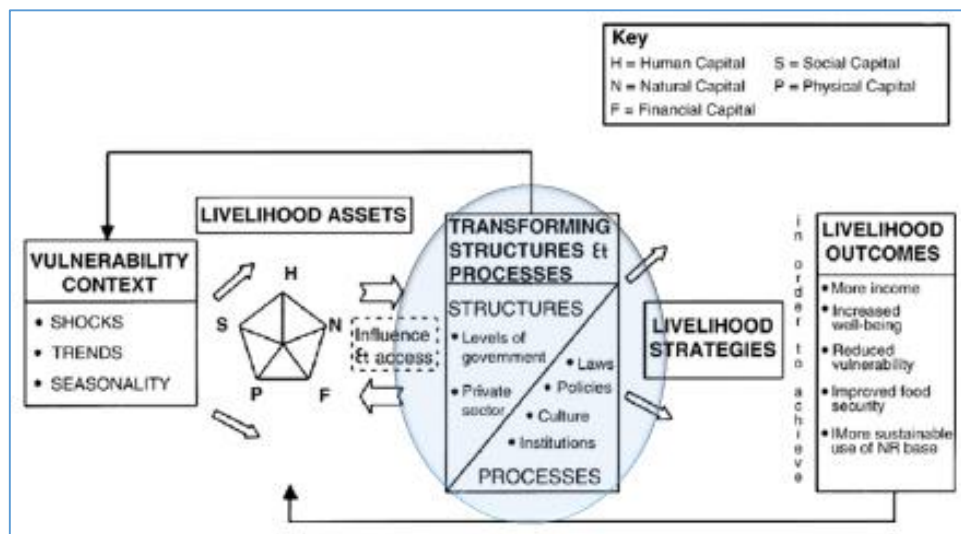 Key
H = Human Capital S = Social Capital
N = Natural Capital P = Physical Capital
F = Financial Capital
LIVELIHOOD ASSETS
VULNERABILITY
CONTEXT
• SHOCKS
• TRENDS
• SEASONALITY
H
S
N
P
F
Influence
& access
TRANSFORMING
STRUCTURES &
PROCESSES
STRUCTURES
• Levels of
government
• Private
sector
• Laws
• Policies
• Culture
• Institutions
PROCESSES
LIVELIHOOD
STRATEGIES
in order to achieve
LIVELIHOOD
OUTCOMES
• More income
• Increased
well-being
• Reduced
vulnerability
• Improved food
security
• IMore sustainable
use of NR base